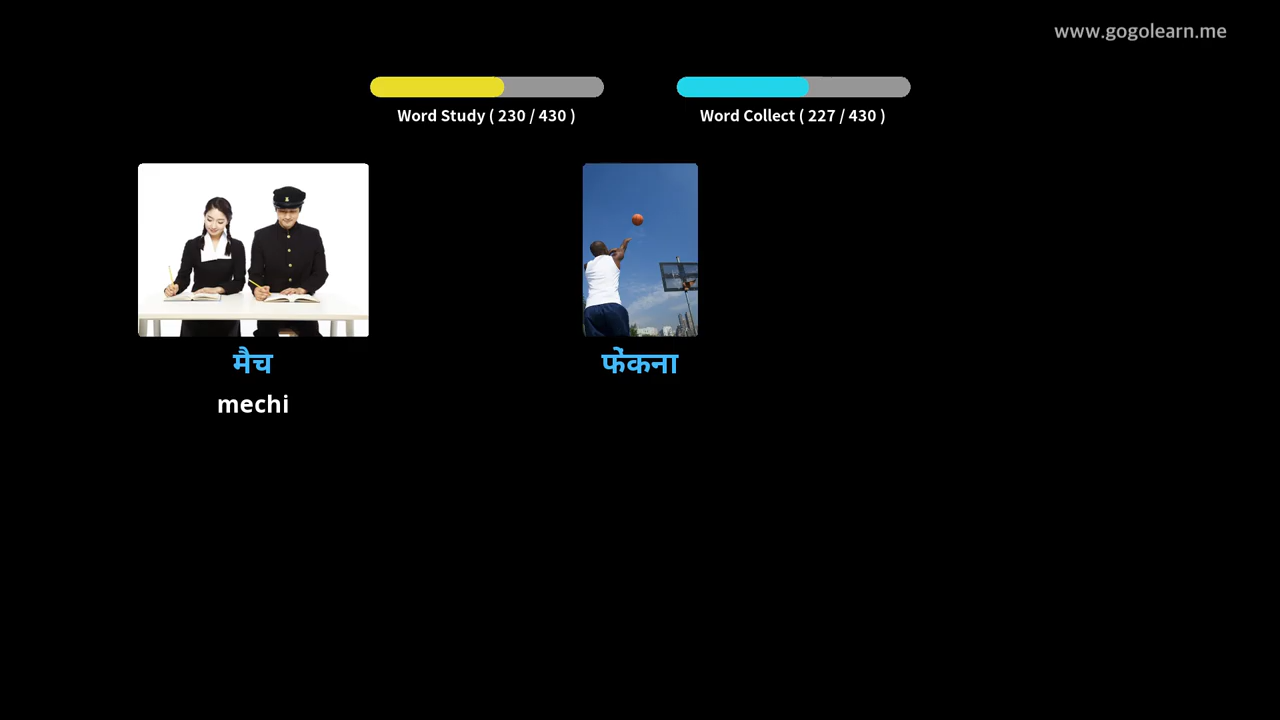 www.gogolearn.me
Word Study ( 230 / 430 )
Word Collect ( 227 / 430 )
मैच
फेंकना
mechi